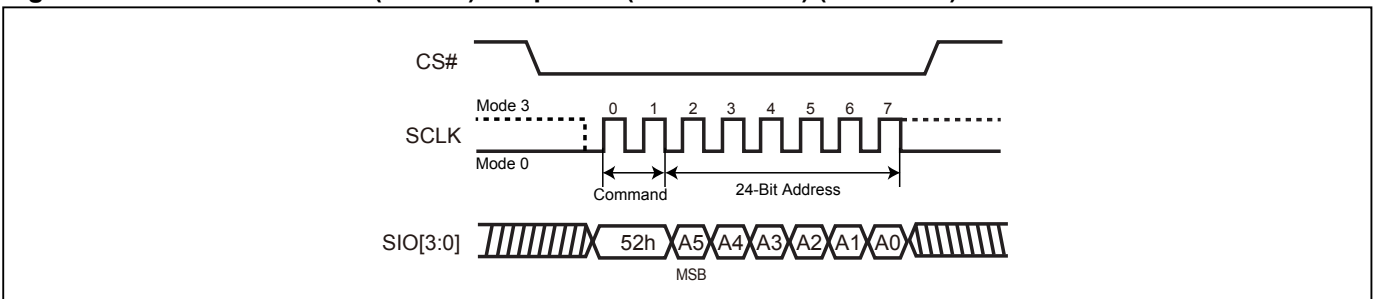 CS#
Mode 3
0 1 2 3 4 5 6 7
SCLK
Mode 0
Command
24-Bit Address
SIO[3:0]
52h A5 A4 A3 A2 A1 A0
MSB